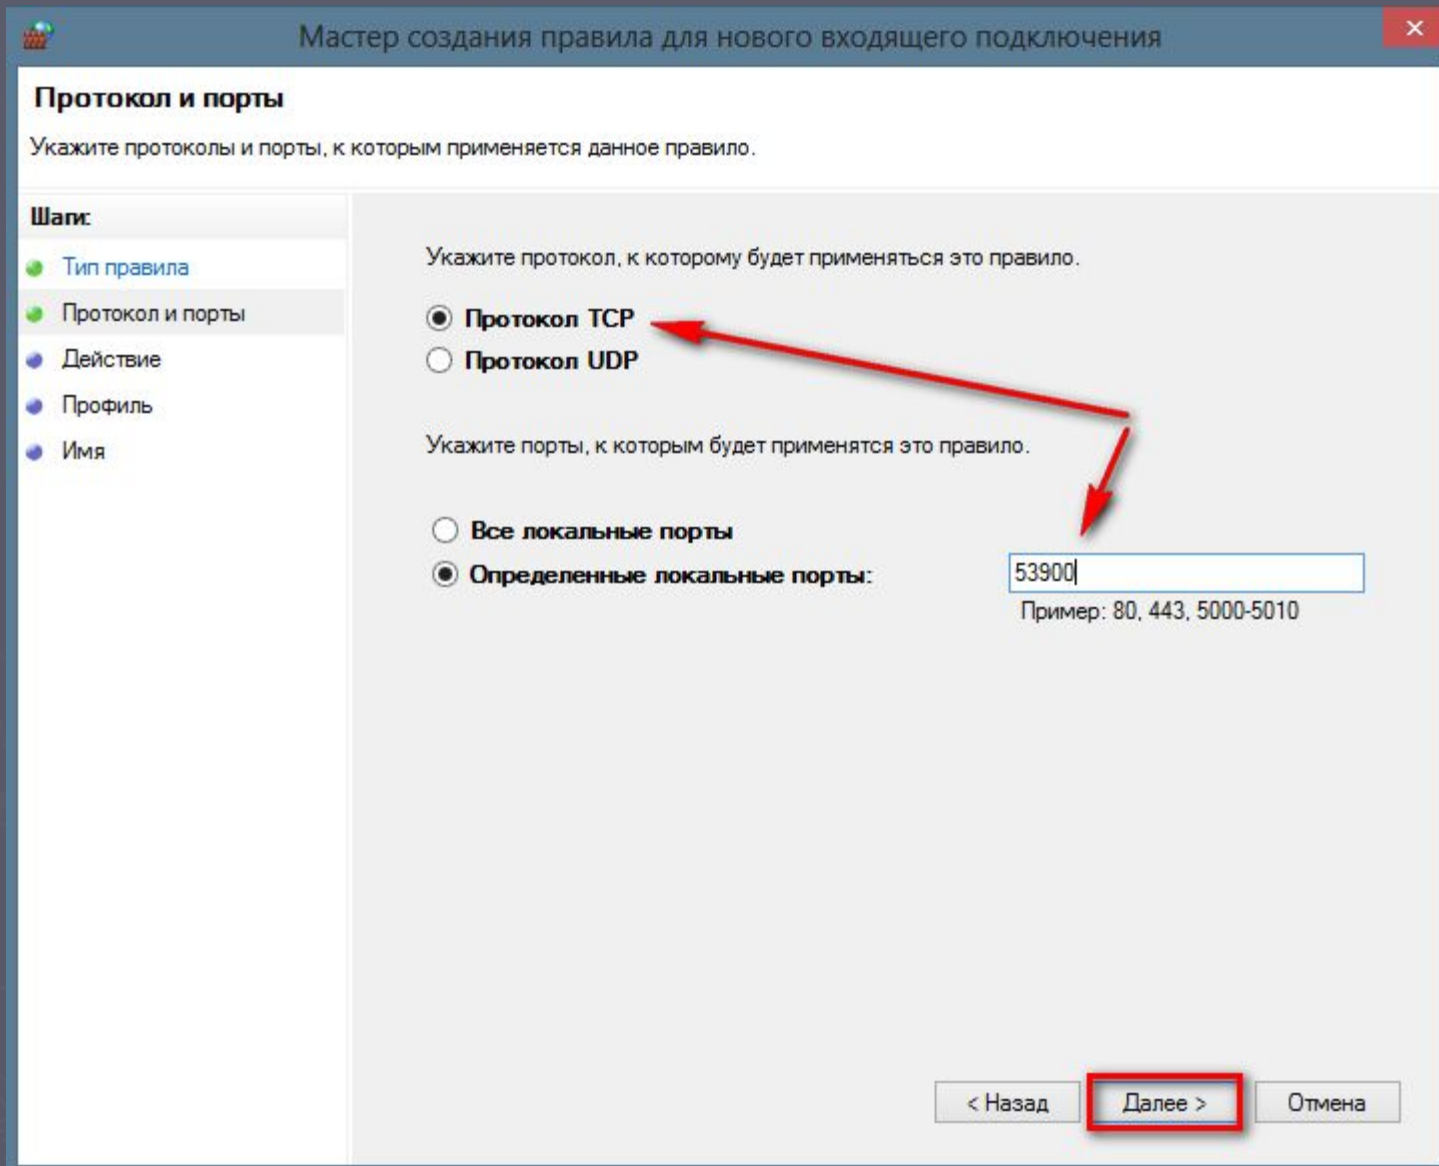 Мастер создания правила для нового входящего подключения
Протокол и порты
Укажите протоколы и порты, к которым применяется данное правило.
Шаги:
Тип правила
Протокол и порты
Действие
Профиль
Имя
Укажите протокол, к которому будет применяться это правило.
Протокол TCP
Протокол UDP
Укажите порты, к которым будет применятся это правило.
Все локальные порты
Определенные локальные порты:
53900
Пример: 80, 443, 5000-5010
< Назад
Далее >
Отмена